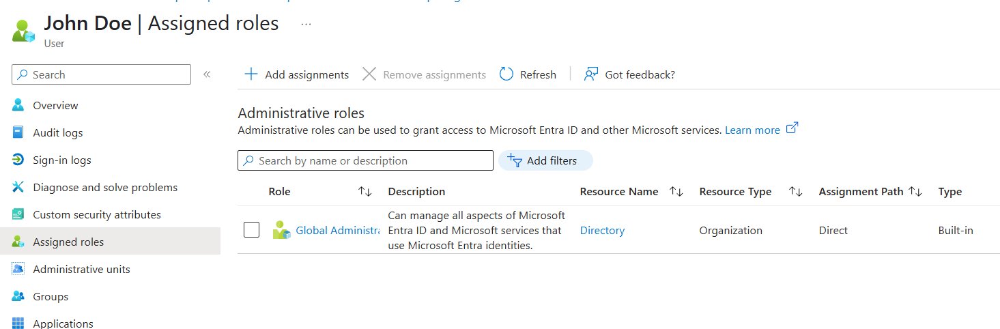 John Doe | Assigned roles ...
User
Search
Overview
Audit logs
Sign-in logs
Diagnose and solve problems
Custom security attributes
Assigned roles
Administrative units
Groups
Applications
Add assignments Remove assignments Refresh Got feedback?
Administrative roles
Administrative roles can be used to grant access to Microsoft Entra ID and other Microsoft services. Learn more
Search by name or description Add filters
Role Description Resource Name Resource Type Assignment Path Type
Global Administra Can manage all aspects of Microsoft
Entra ID and Microsoft services that
use Microsoft Entra identities. Directory Organization Direct Built-in